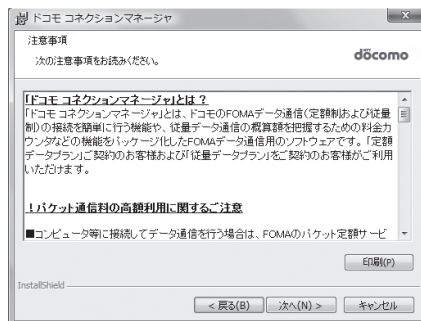 ドコモ コネクションマネージャ
注意事項
次の注意事項をお読みください。
döcomo
「ドコモ コネクションマネージャ」とは？
「ドコモ コネクションマネージャ」とは、ドコモのFOMAデータ通信(定額制および従量
制)の接続を簡単に行う機能や、従量データ通信の概算額を把握するための料金カ
ウンタなどの機能をパッケージ化したFOMAデータ通信用のソフトウェアです。「定額
データプラン」ご契約のお客様および「従量データプラン」をご契約のお客様がご利用
いただけます。
！パケット通信料の高額利用に関するご注意
■コンピュータ等に接続してデータ通信を行う場合は、FOMAのパケット定額サービ
印刷(P)
InstallShield
< 戻る(B)
次へ(N) >
キャンセル